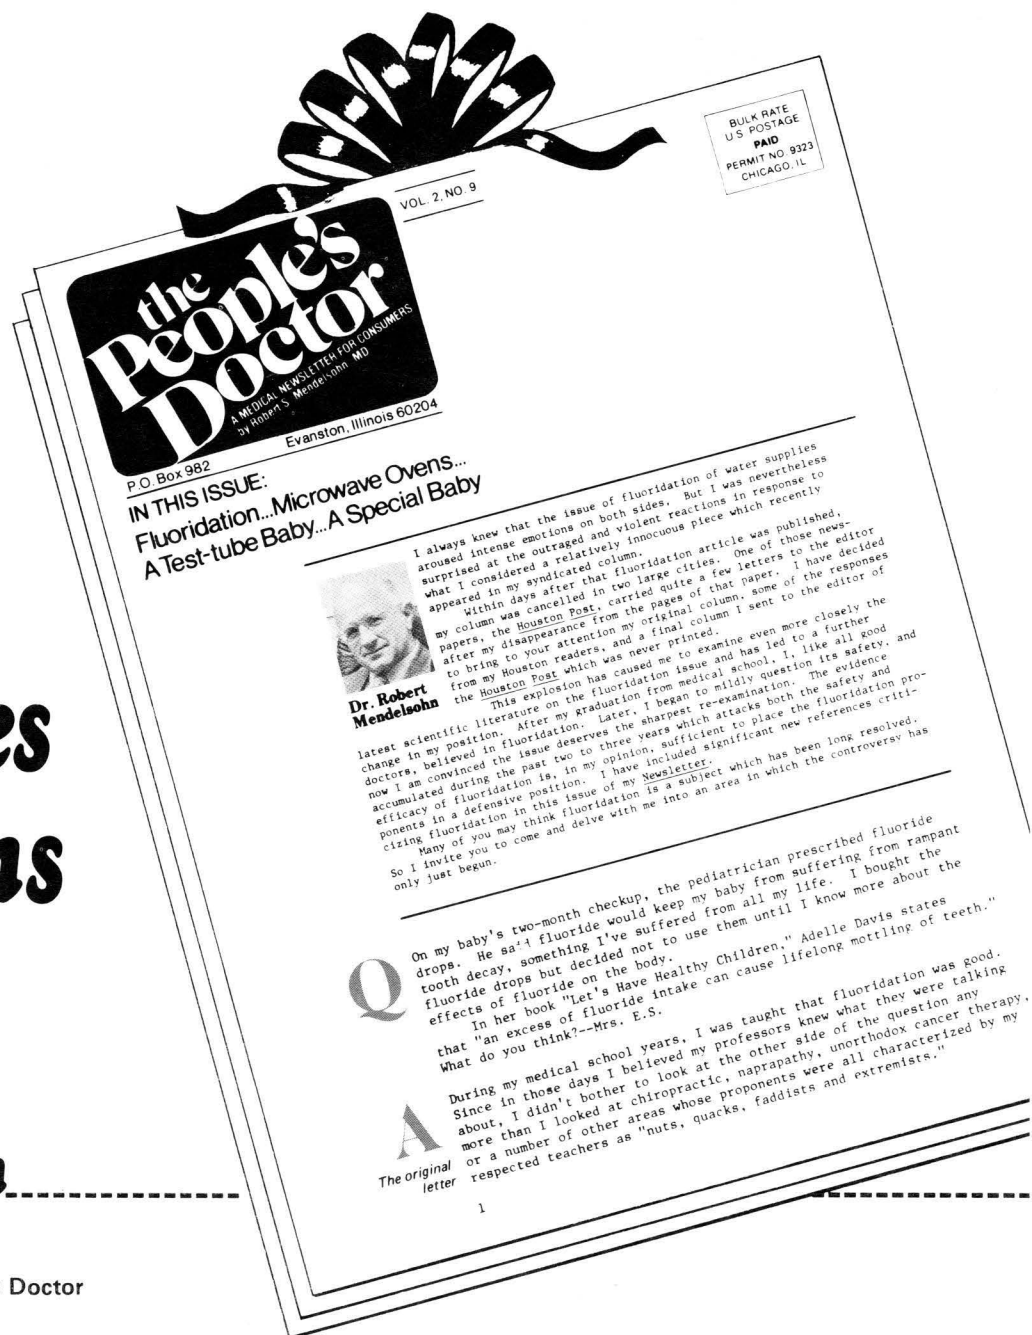 BULK RATE
U.S. POSTAGE
PAID
PERMIT NO. 9323
CHICAGO, IL
VOL. 2, NO. 9
the
People's
Doctor
A MEDICAL NEWSLETTER FOR CONSUMERS
by Robert S. Mendelsohn, MD
P.O. Box 982
Evanston, Illinois 60204
IN THIS ISSUE:
Fluoridation...Microwave Ovens...
A Test-tube Baby...A Special Baby
Dr. Robert
Mendelsohn
I always knew that the issue of fluoridation of water supplies
aroused intense emotions on both sides. But I was nevertheless
surprised at the outraged and violent reactions in response to
what I considered a relatively innocuous piece which recently
appeared in my syndicated column.
Within days after that fluoridation article was published,
my column was cancelled in two large cities. One of those news-
papers, the Houston Post, carried quite a few letters to the editor
after my disappearance from the pages of that paper. I have decided
to bring to your attention my original column, some of the responses
from my Houston readers, and a final column I sent to the editor of
the Houston Post which was never printed.
This explosion has caused me to examine even more closely the
latest scientific literature on the fluoridation issue and has led to a further
change in my position. After my graduation from medical school, I, like all good
doctors, believed in fluoridation. Later, I began to mildly question its safety, and
now I am convinced the issue deserves the sharpest re-examination. The evidence
accumulated during the past two to three years which attacks both the safety and
efficacy of fluoridation is, in my opinion, sufficient to place the fluoridation pro-
ponents in a defensive position. I have included significant new references criti-
cizing fluoridation in this issue of my Newsletter.
Many of you may think fluoridation is a subject which has been long resolved.
So I invite you to come and delve with me into an area in which the controversy has
only just begun.
Q
On my baby's two-month checkup, the pediatrician prescribed fluoride
drops. He said fluoride would keep my baby from suffering from rampant
tooth decay, something I've suffered from all my life. I bought the
fluoride drops but decided not to use them until I know more about the
effects of fluoride on the body.
In her book "Let's Have Healthy Children," Adelle Davis states
that "an excess of fluoride intake can cause lifelong mottling of teeth."
What do you think?--Mrs. E.S.
A
The original
letter
During my medical school years, I was taught that fluoridation was good.
Since in those days I believed my professors knew what they were talking
about, I didn't bother to look at the other side of the question any
more than I looked at chiropractic, naprapathy, unorthodox cancer therapy,
or a number of other areas whose proponents were all characterized by my
respected teachers as "nuts, quacks, faddists and extremists."
1
Doctor